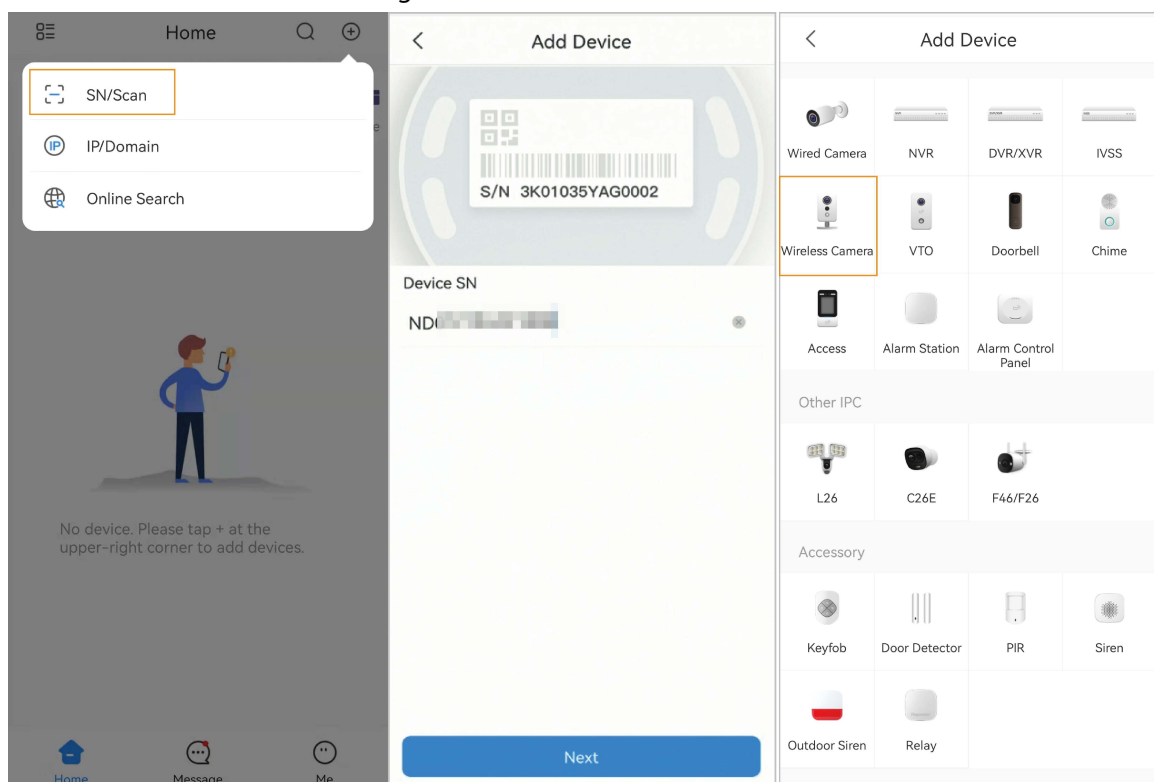 Home
SN/Scan
IP/Domain
Online Search
No device. Please tap + at the
upper-right corner to add devices.
Home
Message
Me
Add Device
S/N 3K01035YAG0002
Device SN
ND
Next
Add Device
Wired Camera
NVR
DVR/XVR
IVSS
Wireless Camera
VTO
Doorbell
Chime
Access
Alarm Station
Alarm Control
Panel
Other IPC
L26
C26E
F46/F26
Accessory
Keyfob
Door Detector
PIR
Siren
Outdoor Siren
Relay